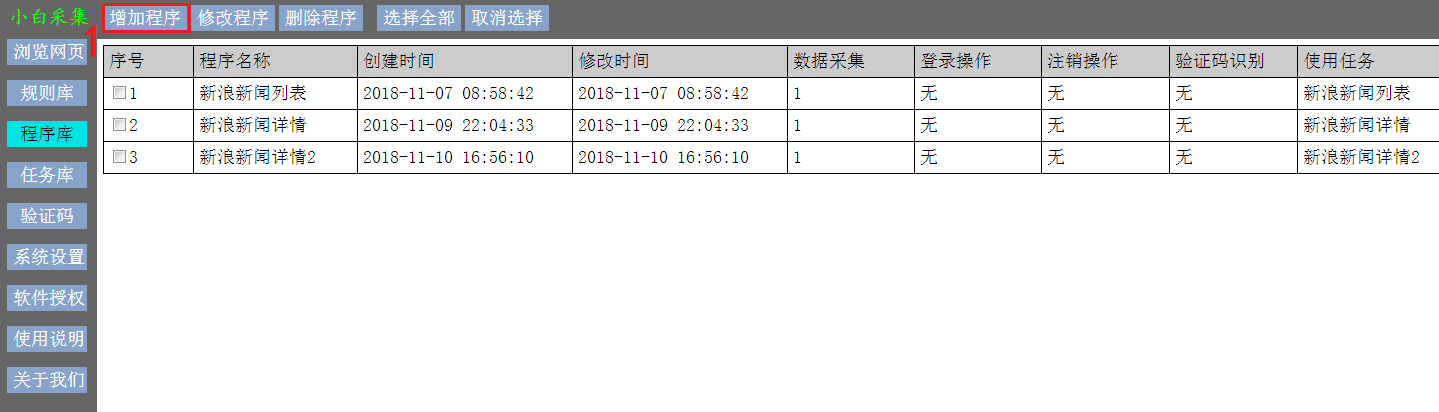 小白采集 增加程序 修改程序 删除程序 选择全部 取消选择
1
浏览网页
规则库
程序库
任务库
验证码
系统设置
软件授权
使用说明
关于我们
序号 程序名称 创建时间 修改时间 数据采集 登录操作 注销操作 验证码识别 使用任务
1 新浪新闻列表 2018-11-07 08:58:42 2018-11-07 08:58:42 1 无 无 无 新浪新闻列表
2 新浪新闻详情 2018-11-09 22:04:33 2018-11-09 22:04:33 1 无 无 无 新浪新闻详情
3 新浪新闻详情2 2018-11-10 16:56:10 2018-11-10 16:56:10 1 无 无 无 新浪新闻详情2